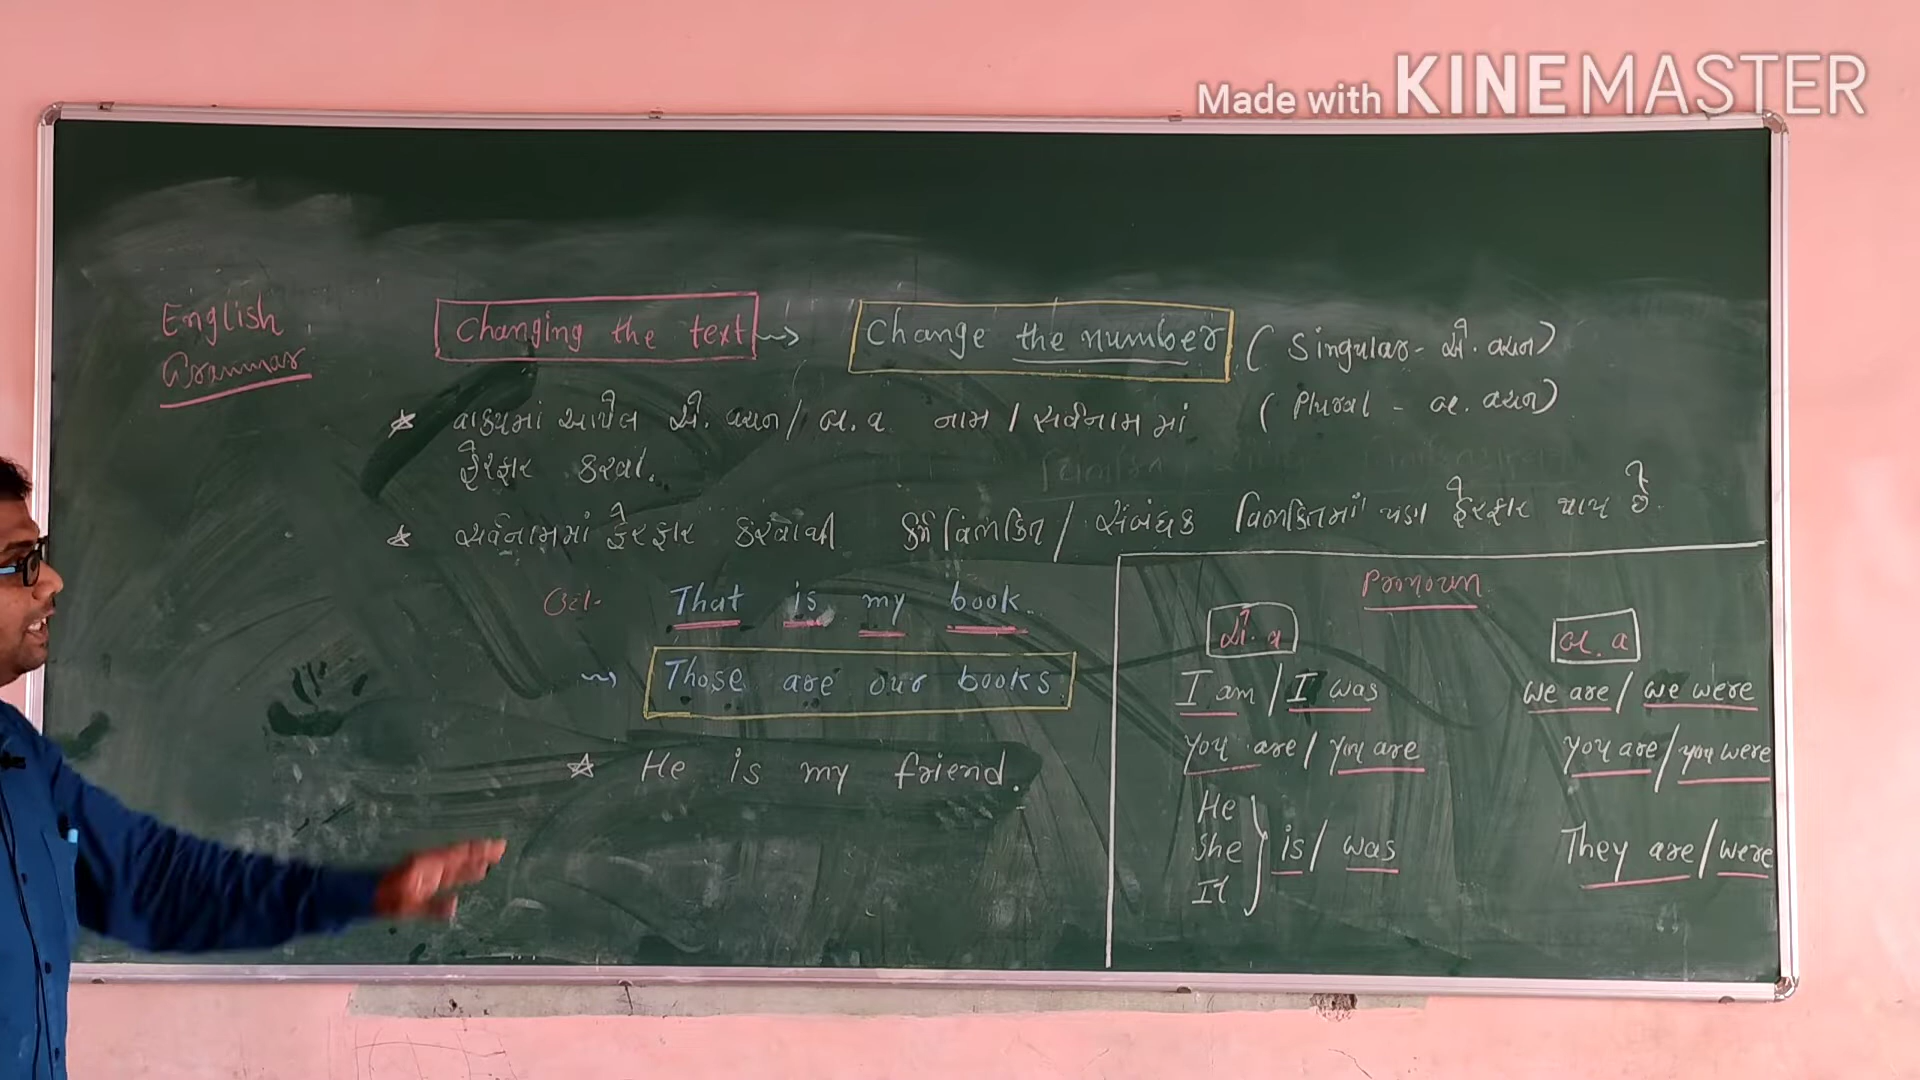 Made with KINEMASTER
English
Grammar
Changing the text
Change the number
( Singular - એ. વચન)
( Plural - બ. વચન)
* વાક્યમાં આપેલ એ. વચન / બ. વ નામ / સર્વનામ માં
ફેરફાર કરવો.
* સર્વનામમાં ફેરફાર કરવાથી કર્મ વિભક્તિ / સંબંધક વિભક્તિમાં પણ ફેરફાર થાય છે.
That is my book.
Those are our books.
☆ He is my friend.
Pronoun
એ. વ
બ. વ
I am / I was
we are / we were
you are / you are
you are / you were
He
She
It
is / was
They are / were